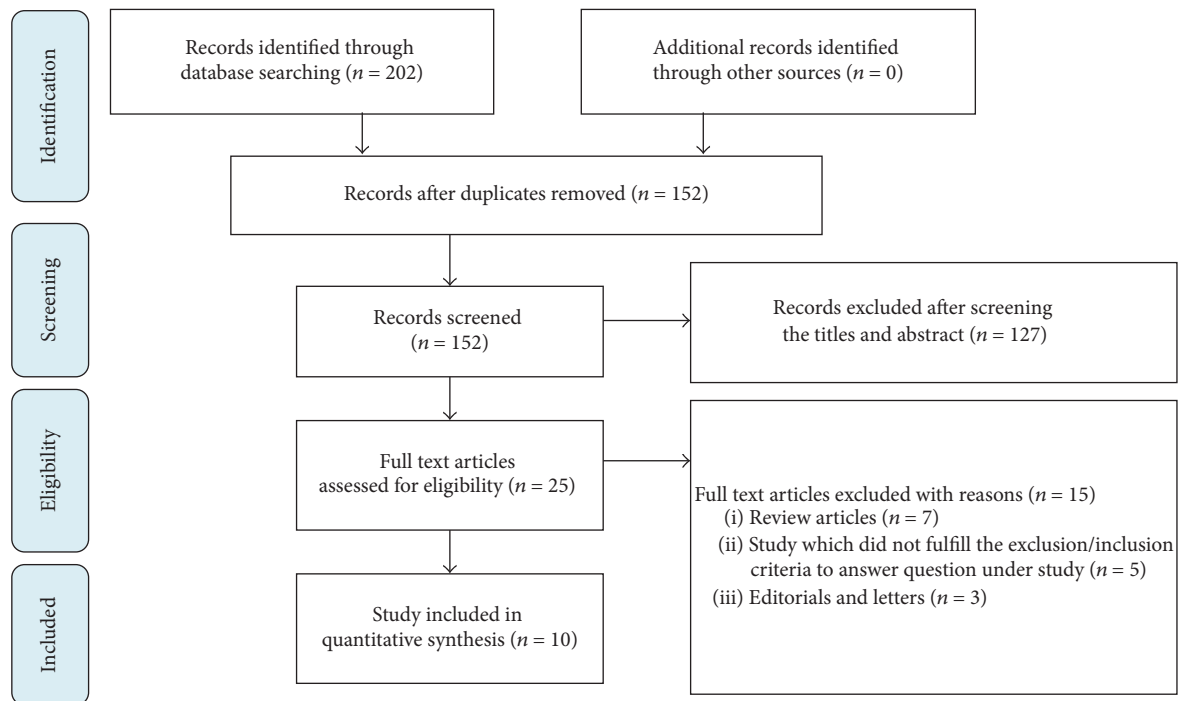 Identification
Records identified through
database searching (n = 202)
Additional records identified
through other sources (n = 0)
Records after duplicates removed (n = 152)
Screening
Records screened
(n = 152)
Records excluded after screening
the titles and abstract (n = 127)
Eligibility
Full text articles
assessed for eligibility (n = 25)
Full text articles excluded with reasons (n = 15)
(i) Review articles (n = 7)
(ii) Study which did not fulfill the exclusion/inclusion
criteria to answer question under study (n = 5)
(iii) Editorials and letters (n = 3)
Included
Study included in
quantitative synthesis (n = 10)